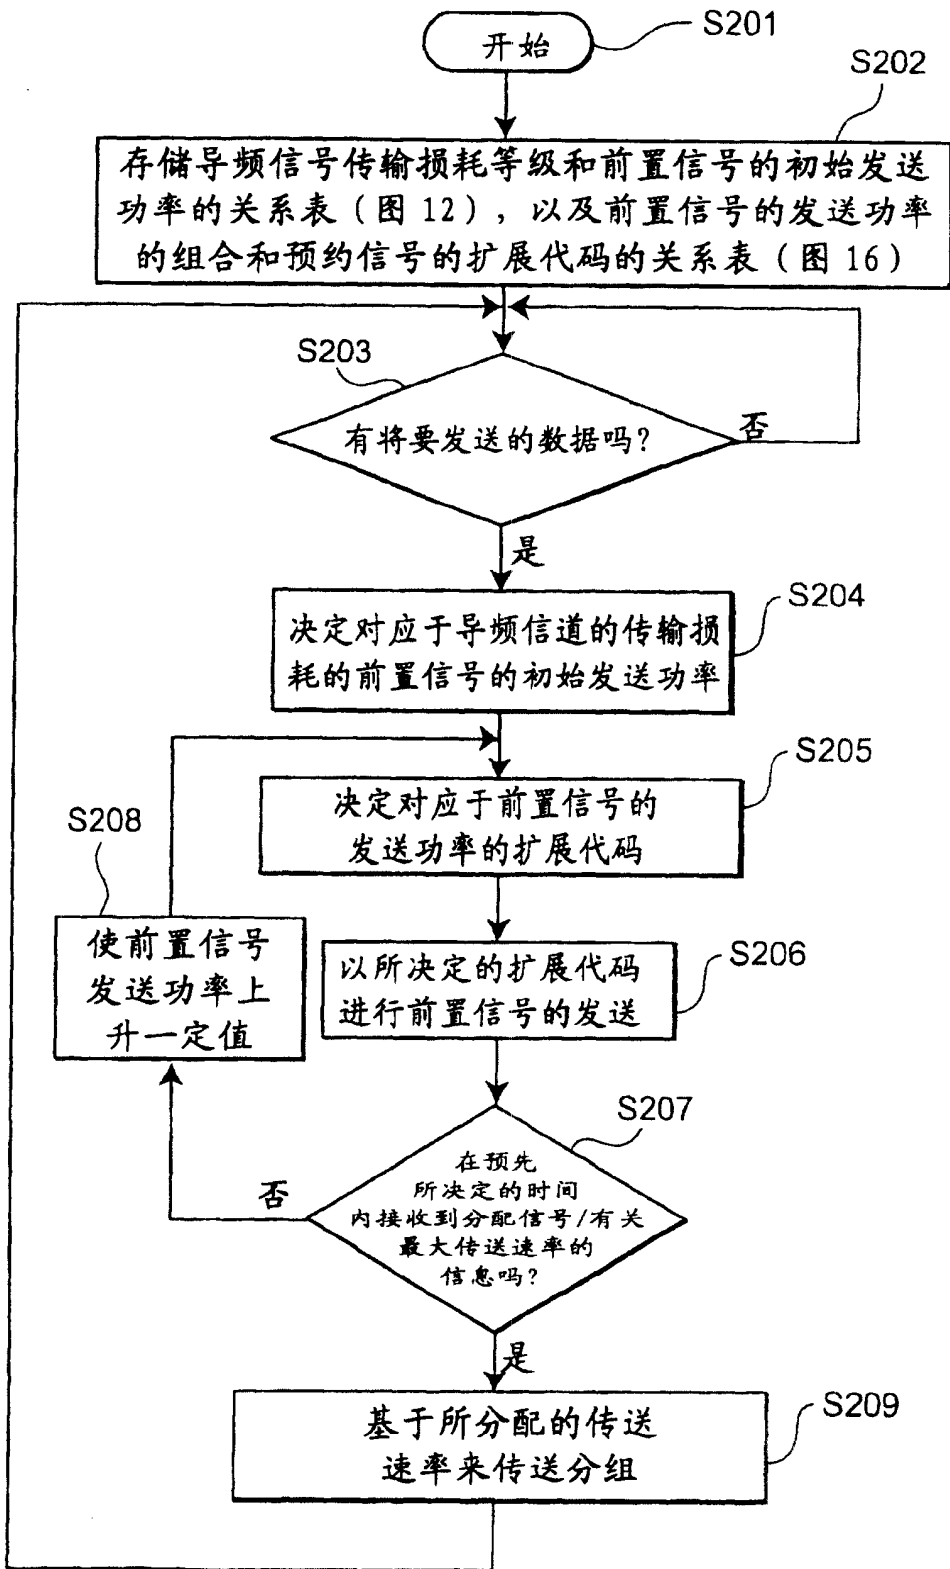 开始
S201
S202
存储导频信号传输损耗等级和前置信号的初始发送
功率的关系表（图 12），以及前置信号的发送功率
的组合和预约信号的扩展代码的关系表（图 16）
S203
有将要发送的数据吗？
否
是
S204
决定对应于导频信道的传输损
耗的前置信号的初始发送功率
S205
决定对应于前置信号的
发送功率的扩展代码
S208
使前置信号
发送功率上
升一定值
S206
以所决定的扩展代码
进行前置信号的发送
S207
在预先
所决定的时间
内接收到分配信号/有关
最大传送速率的
信息吗？
否
是
S209
基于所分配的传送
速率来传送分组